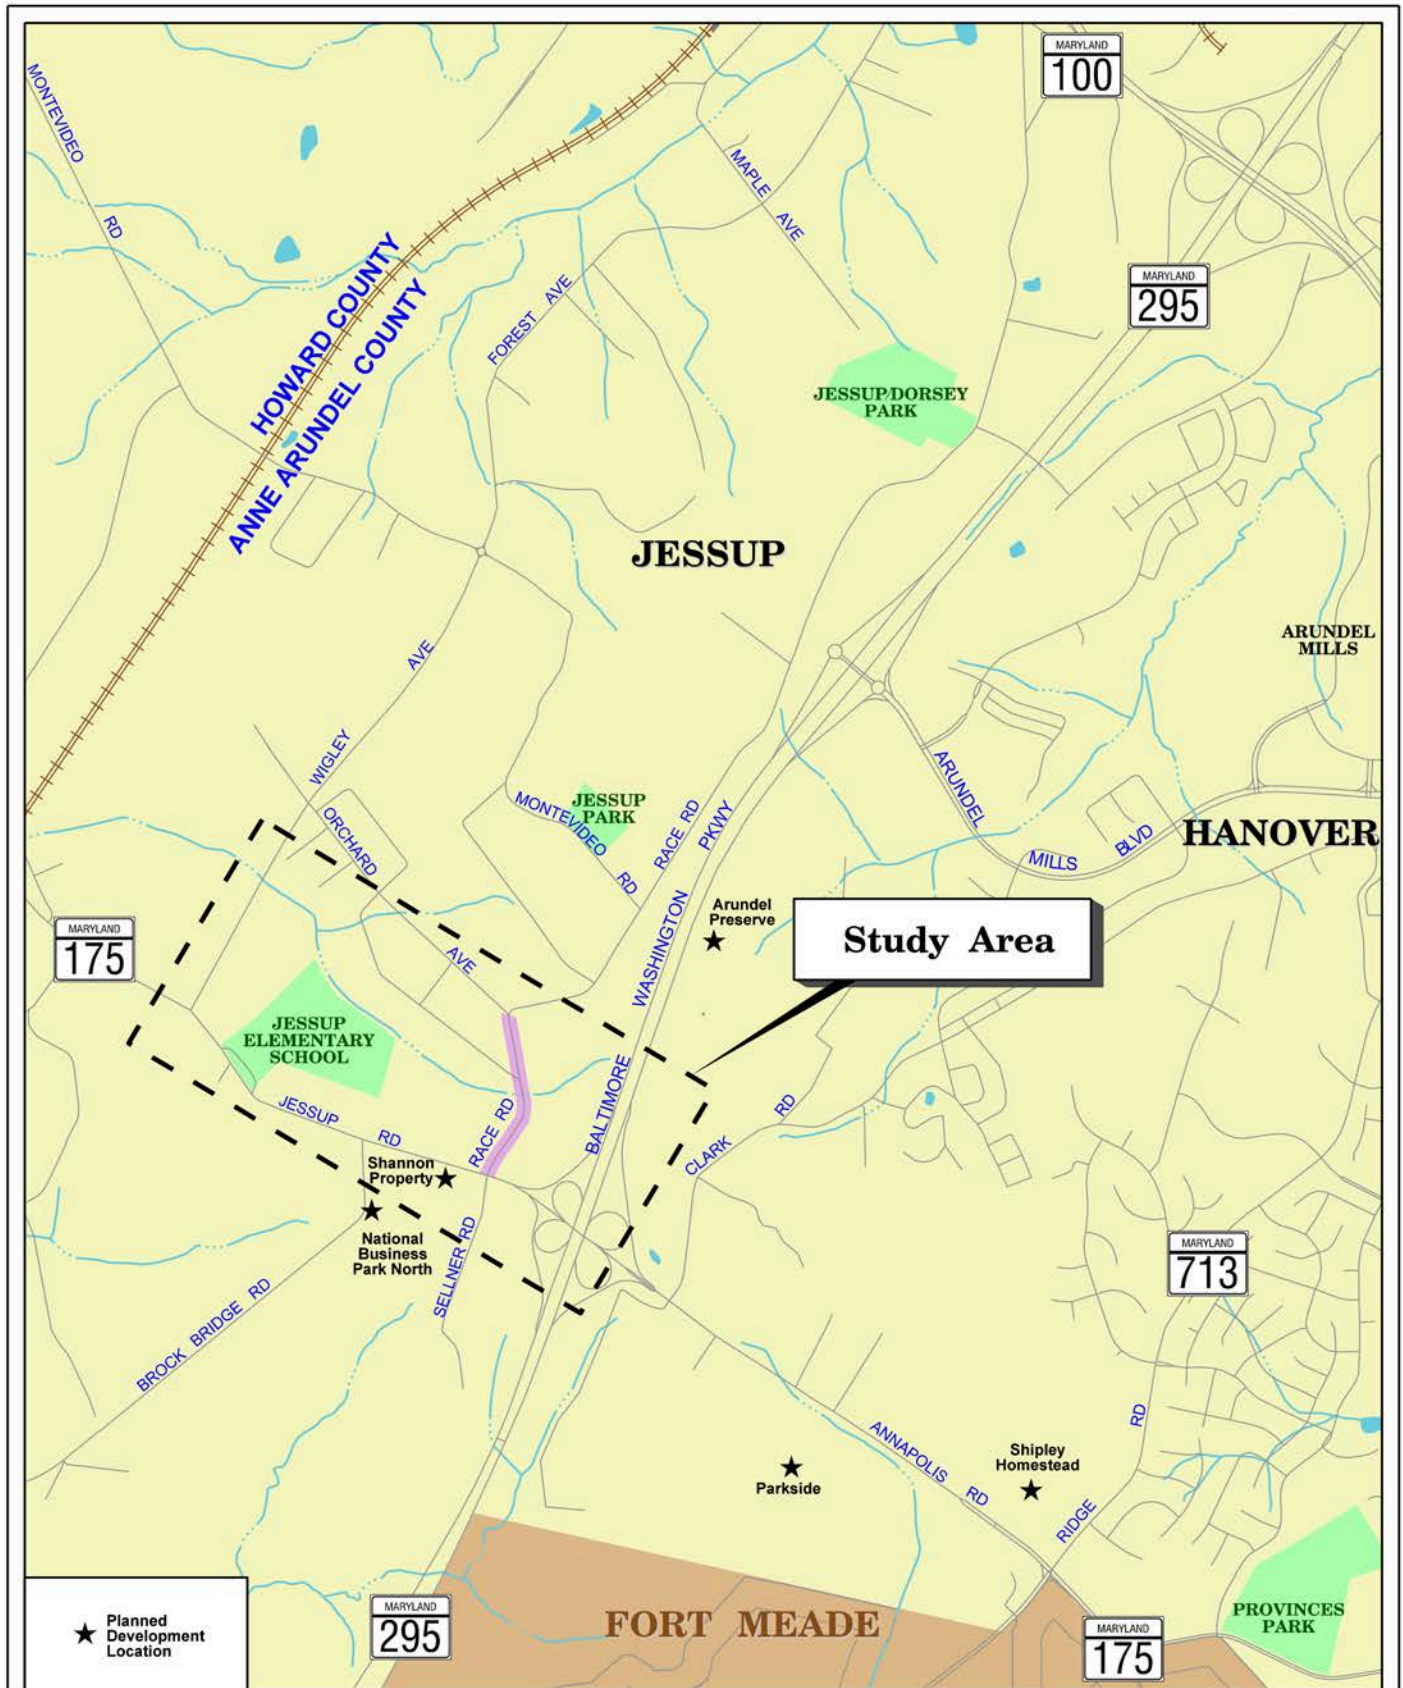 MARYLAND
100
MONTEVIDEO
RD
MAPLE
AVE
HOWARD COUNTY
ANNE ARUNDEL COUNTY
MARYLAND
295
FOREST AVE
JESSUP/DORSEY
PARK
JESSUP
ARUNDEL
MILLS
WIGLEY
AVE
ORCHARD
AVE
MONTEVIDEO
RD
JESSUP
PARK
RACE RD
BALTIMORE
WASHINGTON
PKWY
ARUNDEL
MILLS
BLVD
HANOVER
Arundel
Preserve
Study Area
MARYLAND
175
JESSUP
ELEMENTARY
SCHOOL
JESSUP
RD
RACE RD
CLARK
RD
Shannon
Property
National
Business
Park North
SELLNER RD
BROCK BRIDGE RD
MARYLAND
713
ANNAPOLIS
RD
RIDGE
RD
Parkside
Shipley
Homestead
Planned
Development
Location
MARYLAND
295
FORT MEADE
MARYLAND
175
PROVINCES
PARK